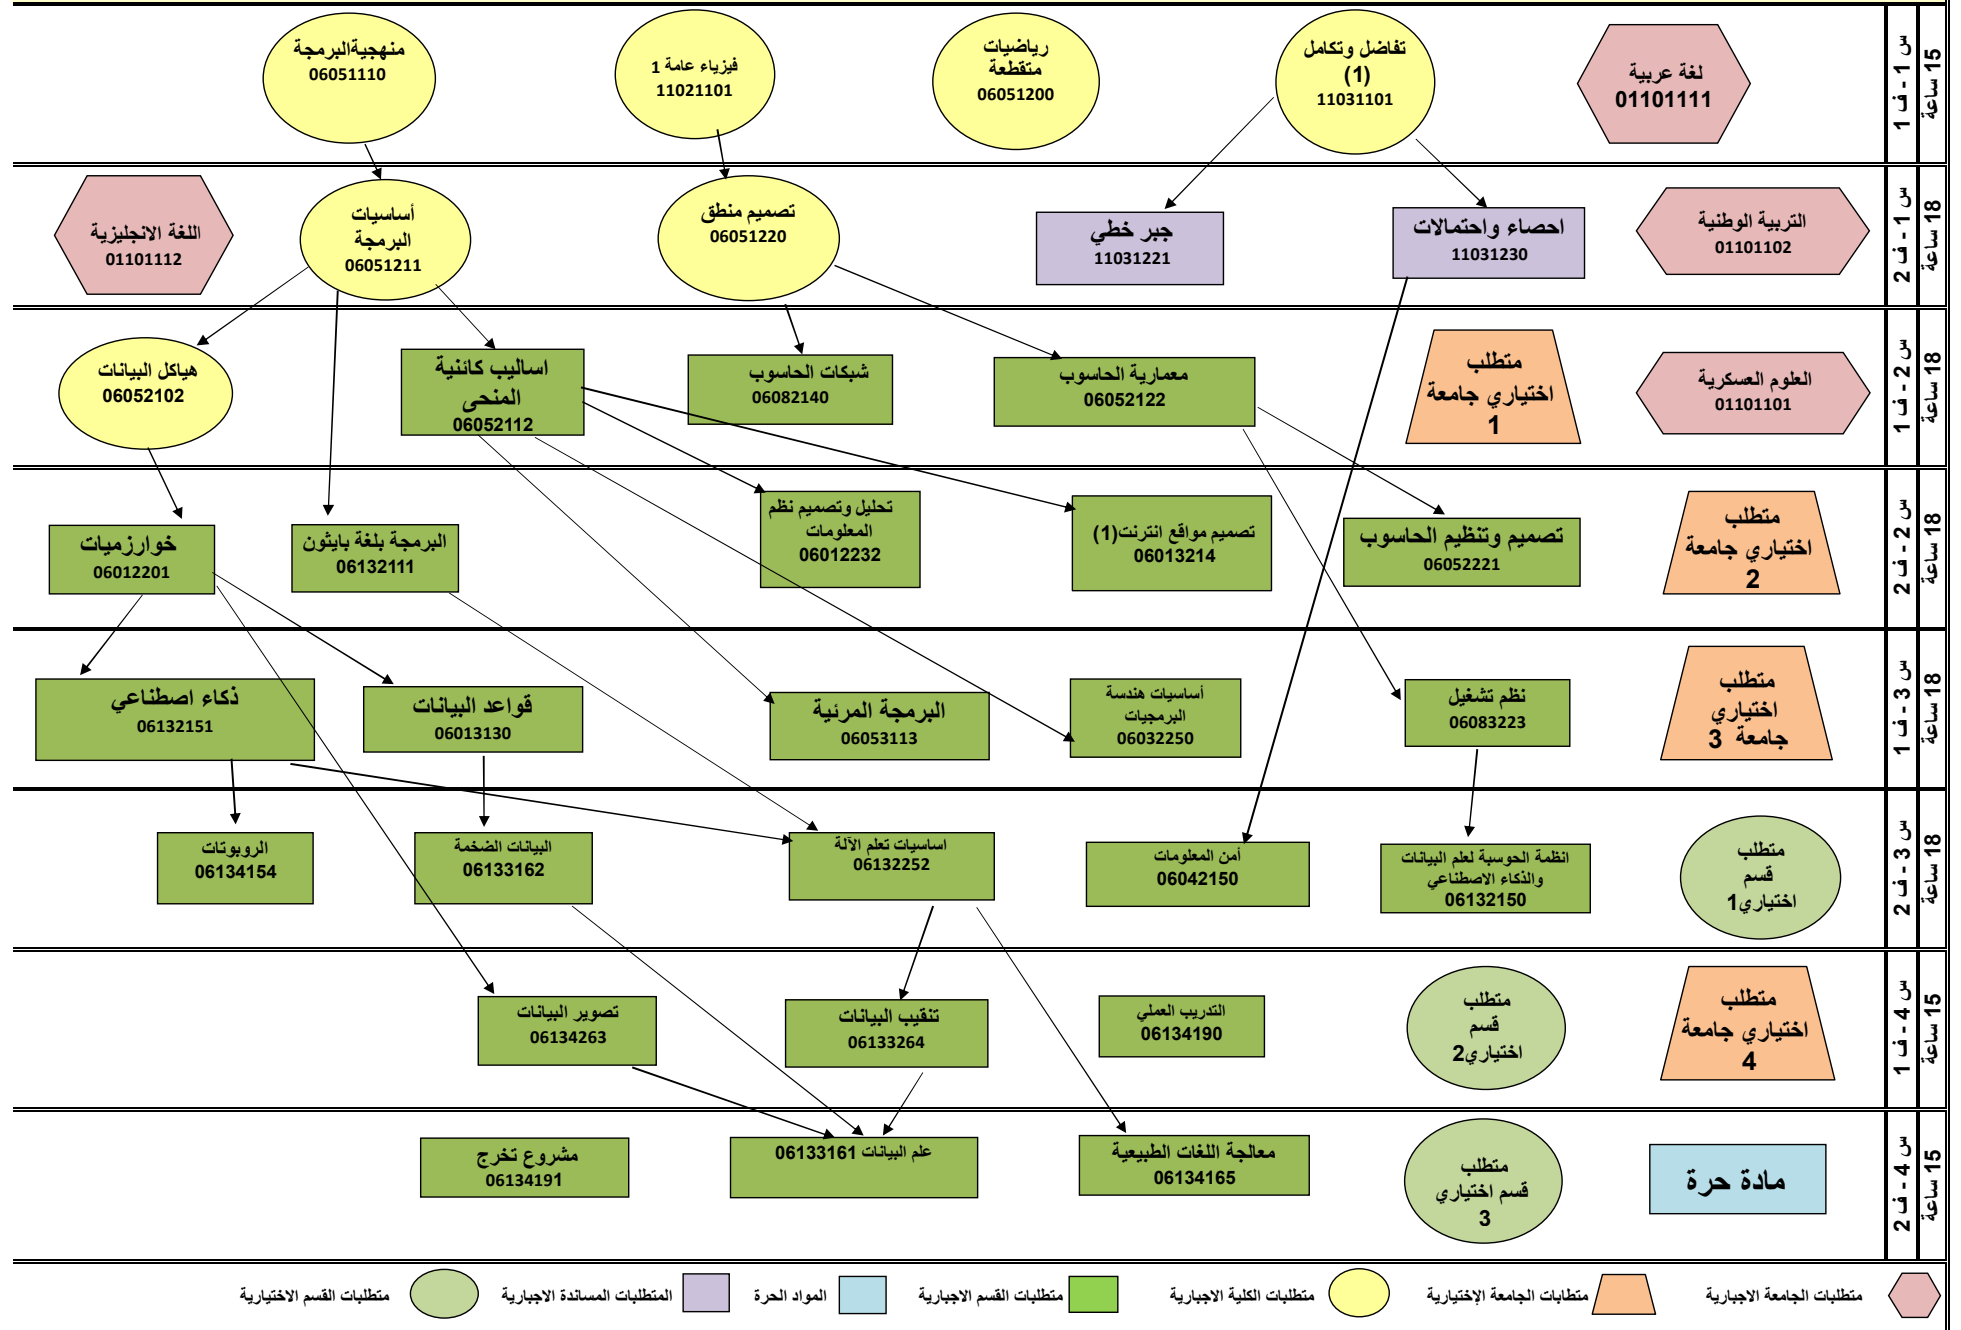 س 1 - ف 1
15 ساعة
لغة عربية
01101111
تفاضل وتكامل
(1)
11031101
رياضيات
متقطعة
06051200
فيزياء عامة 1
11021101
منهجيةالبرمجة
06051110
س 1 - ف 2
18 ساعة
التربية الوطنية
01101102
احصاء واحتمالات
11031230
جبر خطي
11031221
تصميم منطق
06051220
أساسيات
البرمجة
06051211
اللغة الانجليزية
01101112
س 2 - ف 1
18 ساعة
العلوم العسكرية
01101101
متطلب
اختياري جامعة
1
معمارية الحاسوب
06052122
شبكات الحاسوب
06082140
اساليب كائنية
المنحى
06052112
هياكل البيانات
06052102
س 2 - ف 2
18 ساعة
متطلب
اختياري جامعة
2
تصميم وتنظيم الحاسوب
06052221
تصميم مواقع انترنت(1)
06013214
تحليل وتصميم نظم
المعلومات
06012232
البرمجة بلغة بايثون
06132111
خوارزميات
06012201
س 3 - ف 1
18 ساعة
متطلب
اختياري
جامعة 3
نظم تشغيل
06083223
أساسيات هندسة
البرمجيات
06032250
البرمجة المرئية
06053113
قواعد البيانات
06013130
ذكاء اصطناعي
06132151
س 3 - ف 2
18 ساعة
متطلب
قسم
اختياري1
انظمة الحوسبة لعلم البيانات
والذكاء الاصطناعي
06132150
أمن المعلومات
06042150
اساسيات تعلم الآلة
06132252
البيانات الضخمة
06133162
الروبوتات
06134154
س 4 - ف 1
15 ساعة
متطلب
اختياري جامعة
4
متطلب
قسم
اختياري2
التدريب العملي
06134190
تنقيب البيانات
06133264
تصوير البيانات
06134263
س 4 - ف 2
15 ساعة
مادة حرة
متطلب
قسم اختياري
3
معالجة اللغات الطبيعية
06134165
علم البيانات 06133161
مشروع تخرج
06134191
متطلبات الجامعة الاجبارية
متطابات الجامعة الإختيارية
متطلبات الكلية الاجبارية
متطلبات القسم الاجبارية
المواد الحرة
المتطلبات المساندة الاجبارية
متطلبات القسم الاختيارية